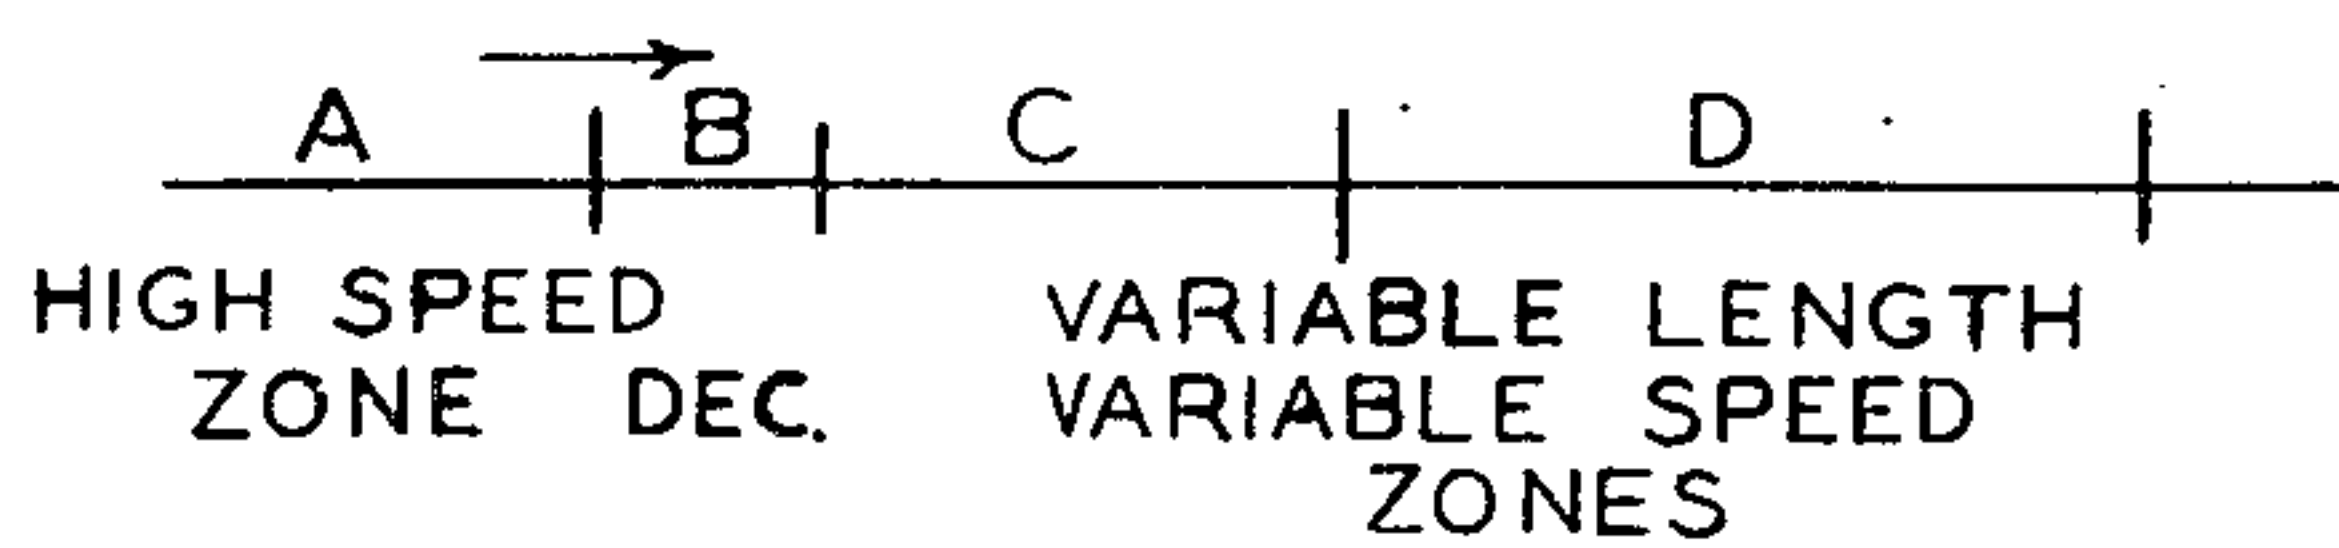 A B C D
HIGH SPEED
ZONE DEC.
VARIABLE LENGTH
VARIABLE SPEED
ZONES